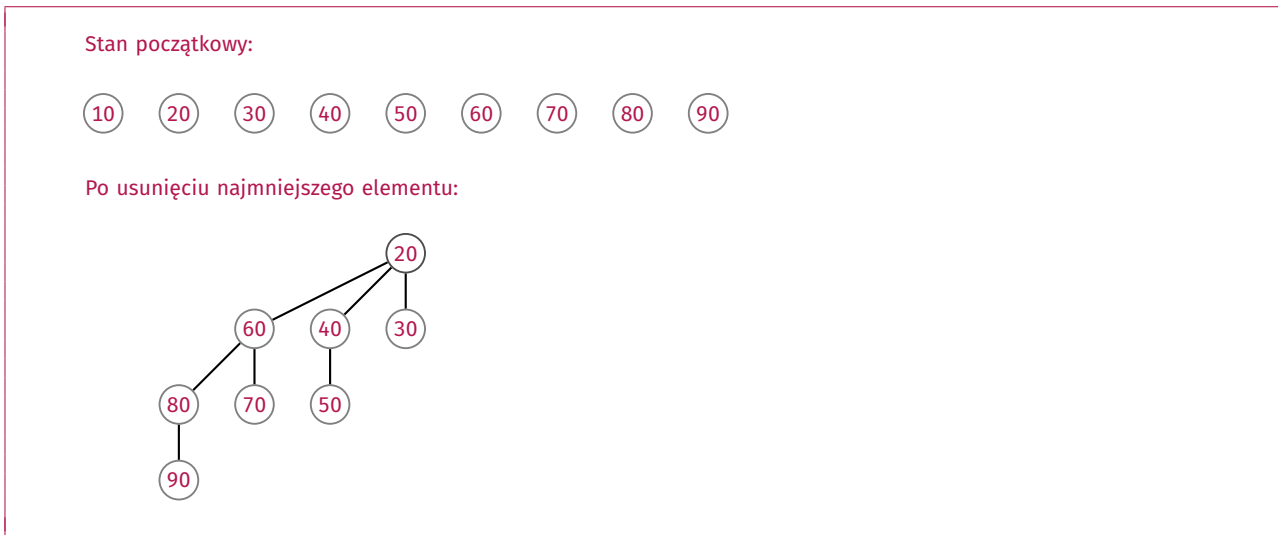 Stan początkowy:
10 20 30 40 50 60 70 80 90
Po usunięciu najmniejszego elementu:
20
60 40 30
80 70 50
90